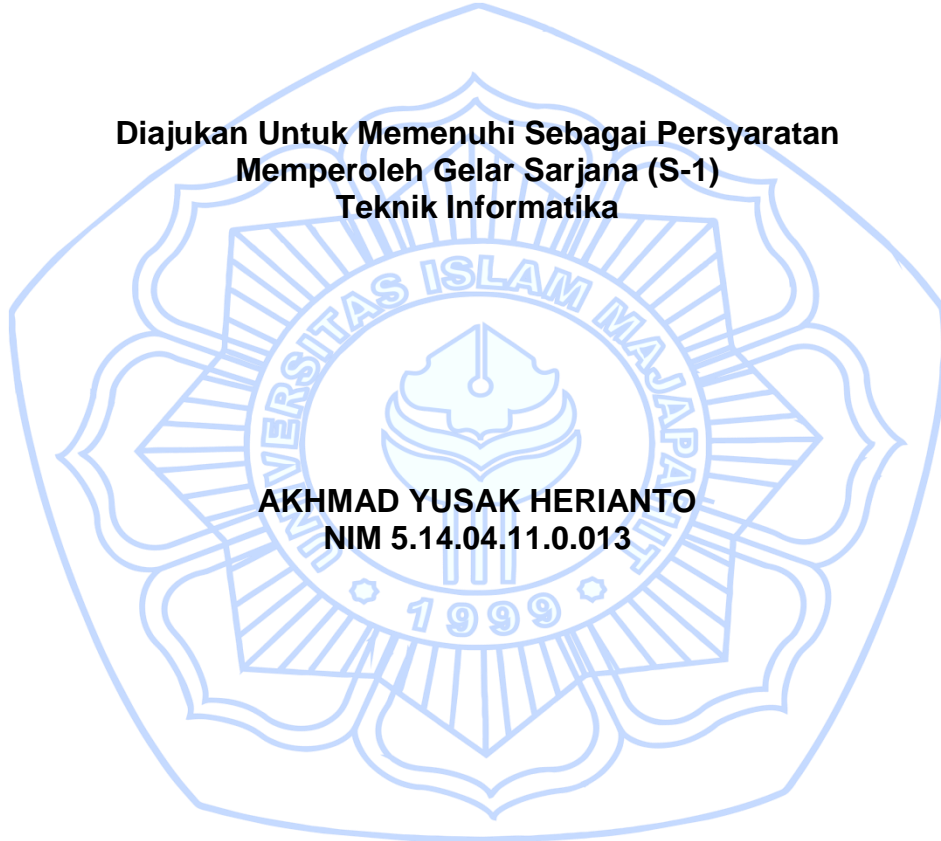 Diajukan Untuk Memenuhi Sebagai Persyaratan
Memperoleh Gelar Sarjana (S-1)
Teknik Informatika
UNIVERSITAS ISLAM MAJAPAHIT
AKHMAD YUSAK HERIANTO
NIM 5.14.04.11.0.013
1999